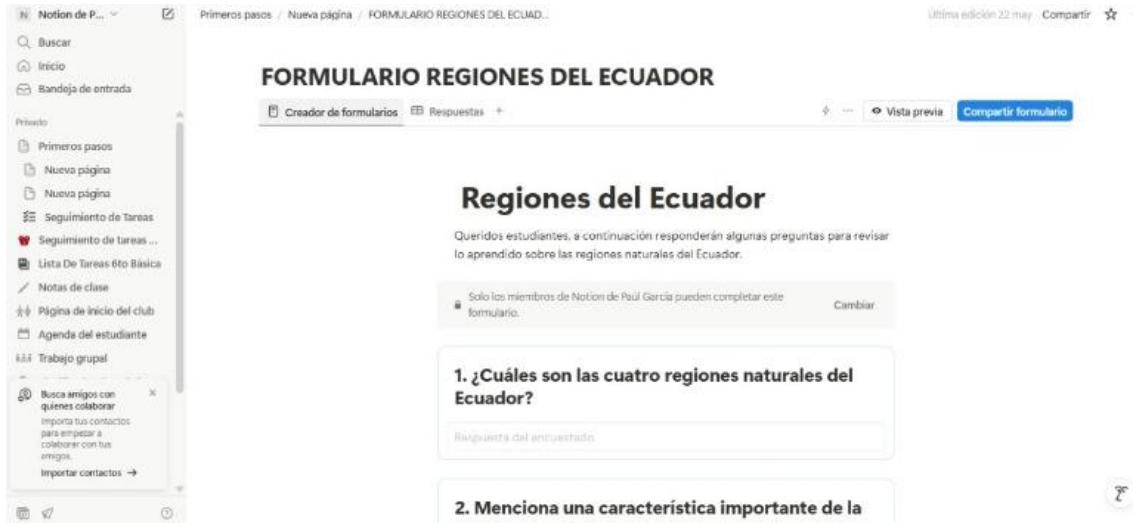 N Notion de P...
Buscar
Inicio
Bandeja de entrada
Privado
Primeros pasos
Nueva página
Nueva página
Seguimiento de Tareas
Seguimiento de tareas ...
Lista De Tareas 6to Básica
Notas de clase
Página de inicio del club
Agenda del estudiante
Trabajo grupal
Busca amigos con
quienes colaborar
Importa tus contactos
para empezar a
colaborar con tus
amigos.
Importar contactos →
Primeros pasos / Nueva página / FORMULARIO REGIONES DEL ECUAD...
Última edición 22 may
Compartir
FORMULARIO REGIONES DEL ECUADOR
Creador de formularios
Respuestas +
Vista previa
Compartir formulario
Regiones del Ecuador
Queridos estudiantes, a continuación responderán algunas preguntas para revisar
lo aprendido sobre las regiones naturales del Ecuador.
Solo los miembros de Notion de Paúl García pueden completar este
formulario.
Cambiar
1. ¿Cuáles son las cuatro regiones naturales del
Ecuador?
Respuesta del encuestado
2. Menciona una característica importante de la